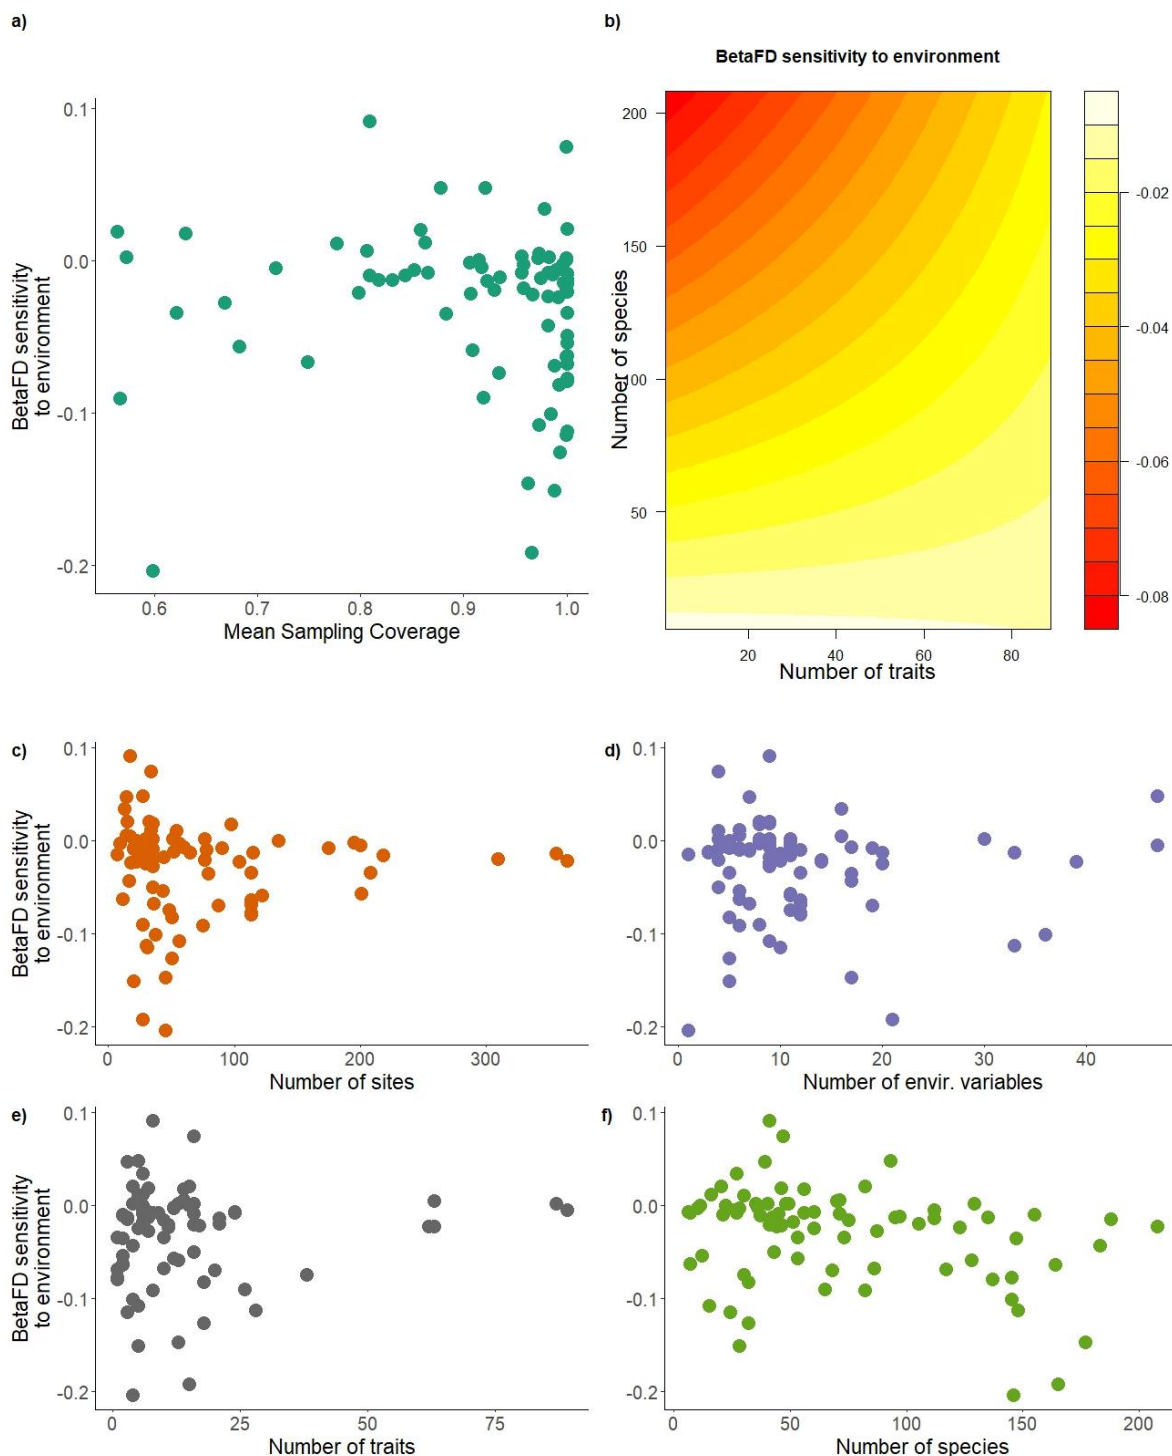 a)
BetaFD sensitivity
to environment
0.1
0.0
-0.1
-0.2
0.6 0.7 0.8 0.9 1.0
Mean Sampling Coverage
b)
BetaFD sensitivity to environment
Number of species
200
150
100
50
20 40 60 80
Number of traits
-0.02
-0.04
-0.06
-0.08
c)
BetaFD sensitivity
to environment
0.1
0.0
-0.1
-0.2
0 100 200 300
Number of sites
d)
0.1
0.0
-0.1
-0.2
0 10 20 30 40
Number of envir. variables
e)
BetaFD sensitivity
to environment
0.1
0.0
-0.1
-0.2
0 25 50 75
Number of traits
f)
0.1
0.0
-0.1
-0.2
0 50 100 150 200
Number of species